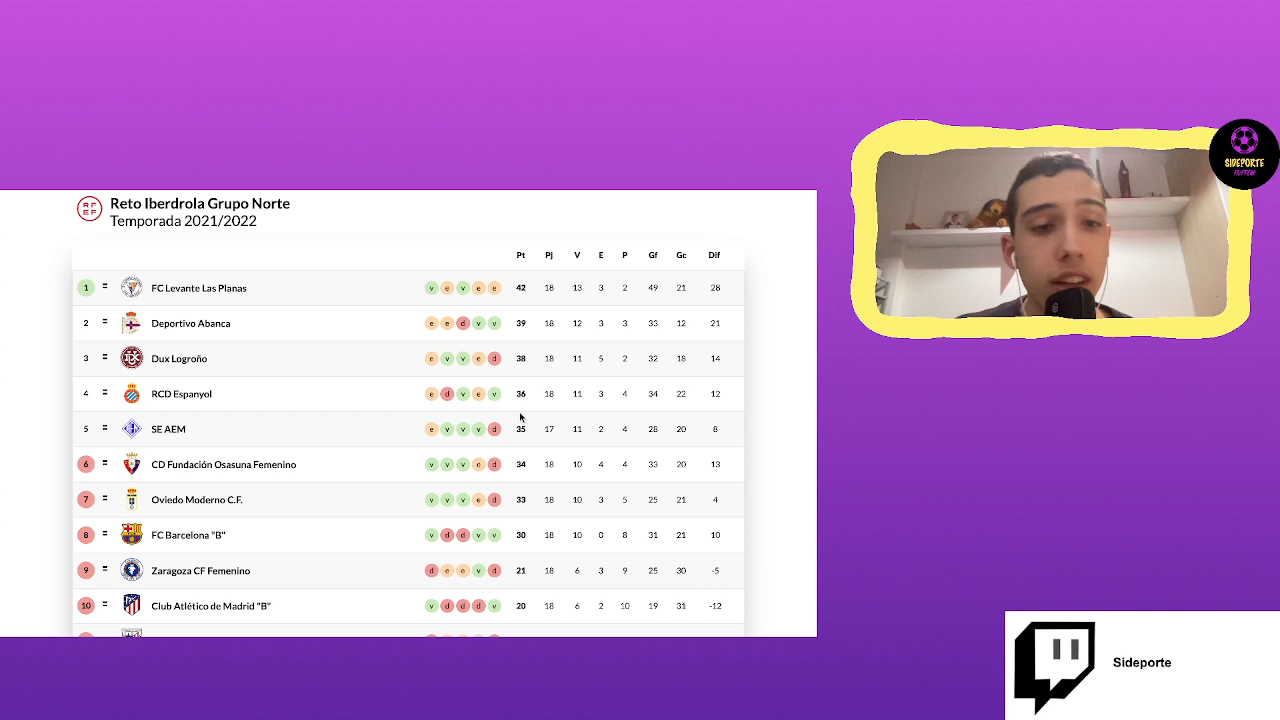 RF
EF
Reto Iberdrola Grupo Norte
Temporada 2021/2022
Pt Pj V E P Gf Gc Dif
1 = FC Levante Las Planas v e v e e 42 18 13 3 2 49 21 28
2 = Deportivo Abanca e e d v v 39 18 12 3 3 33 12 21
3 = Dux Logroño e v v e d 38 18 11 5 2 32 18 14
4 = RCD Espanyol e d v e v 36 18 11 3 4 34 22 12
5 = SE AEM e v v v d 35 17 11 2 4 28 20 8
6 = CD Fundación Osasuna Femenino v v v e d 34 18 10 4 4 33 20 13
7 = Oviedo Moderno C.F. v v v e d 33 18 10 3 5 25 21 4
8 = FC Barcelona "B" v d d v v 30 18 10 0 8 31 21 10
9 = Zaragoza CF Femenino d e e v d 21 18 6 3 9 25 30 -5
10 = Club Atlético de Madrid "B" v d d d v 20 18 6 2 10 19 31 -12
SIDEPORTE
Sideporte